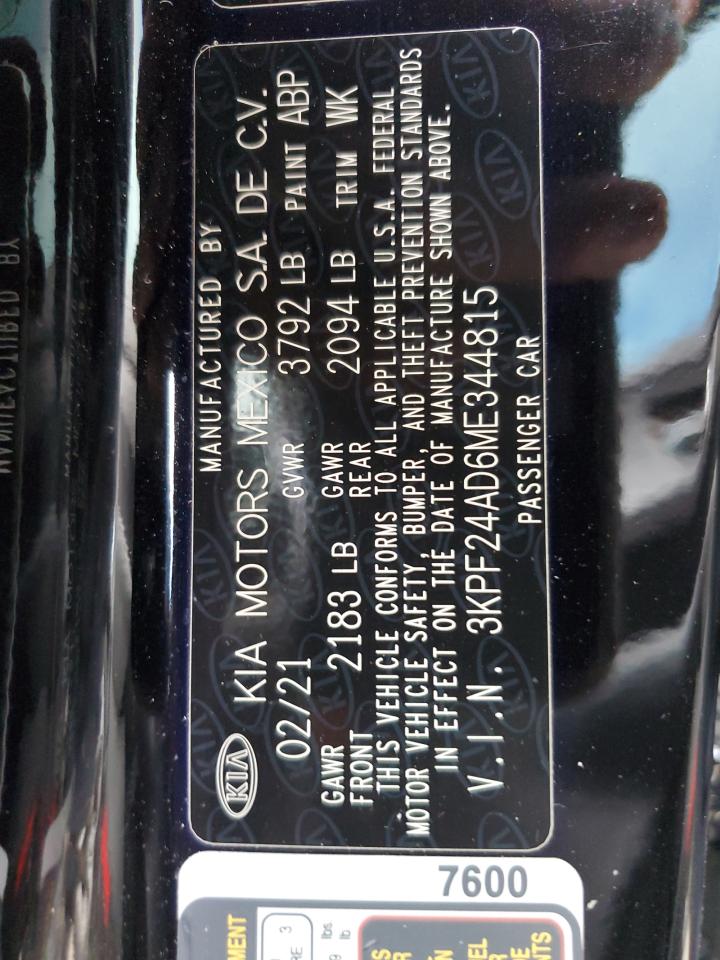 MANUFACTURED BY
KIA KIA MOTORS MEXICO S.A. DE C.V.
02/21 GVWR 3792 LB PAINT ABP
GAWR FRONT 2183 LB GAWR REAR 2094 LB TRIM WK
THIS VEHICLE CONFORMS TO ALL APPLICABLE U.S.A. FEDERAL
MOTOR VEHICLE SAFETY, BUMPER, AND THEFT PREVENTION STANDARDS
IN EFFECT ON THE DATE OF MANUFACTURE SHOWN ABOVE.
V.I.N. 3KPF24AD6ME344815
PASSENGER CAR
7600